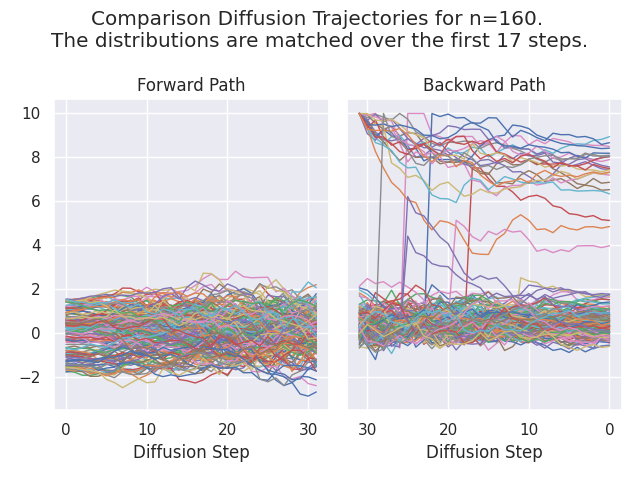 Comparison Diffusion Trajectories for n=160.
The distributions are matched over the first 17 steps.
Forward Path
Backward Path
10
8
6
4
2
0
−2
0 10 20 30
30 20 10 0
Diffusion Step
Diffusion Step